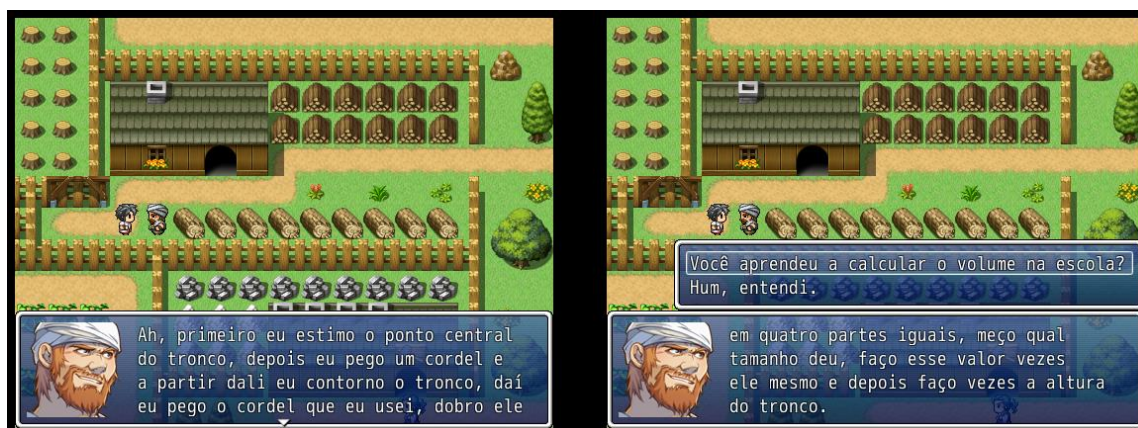 Ah, primeiro eu estimo o ponto central
do tronco, depois eu pego um cordel e
a partir dali eu contorno o tronco, daí
eu pego o cordel que eu usei, dobro ele
Você aprendeu a calcular o volume na escola?
Hum, entendi.
em quatro partes iguais, meço qual
tamanho deu, faço esse valor vezes
ele mesmo e depois faço vezes a altura
do tronco.